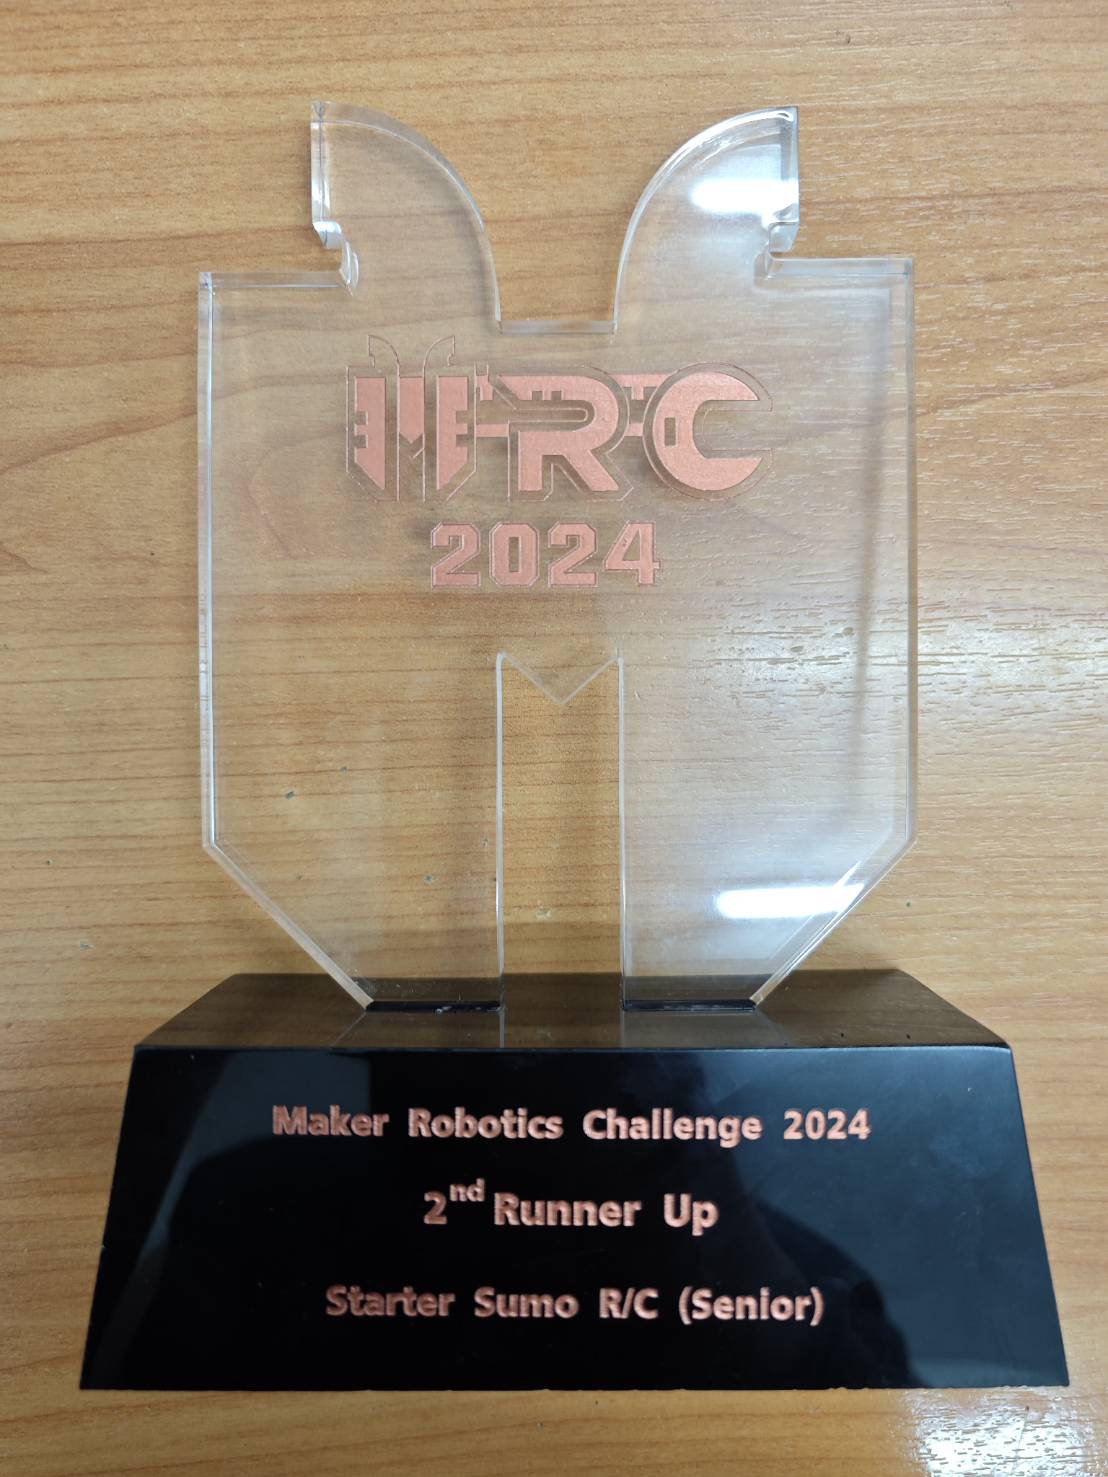 MRC
2024
Maker Robotics Challenge 2024
2nd Runner Up
Starter Sumo R/C (Senior)